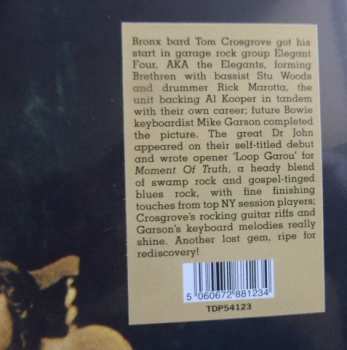 Bronx bard Tom Crosgrove got his
start in garage rock group Elegant
Four, AKA the Elegants, forming
Brethren with bassist Stu Woods
and drummer Rick Marotta, the
unit backing Al Kooper in tandem
with their own career; future Bowie
keyboardist Mike Garson completed
the picture. The great Dr John
appeared on their self-titled debut
and wrote opener 'Loop Garou' for
Moment Of Truth, a heady blend
of swamp rock and gospel-tinged
blues rock, with fine finishing
touches from top NY session players;
Crosgrove's rocking guitar riffs and
Garson's keyboard melodies really
shine. Another lost gem, ripe for
rediscovery!
5 060672 881234
TDP54123